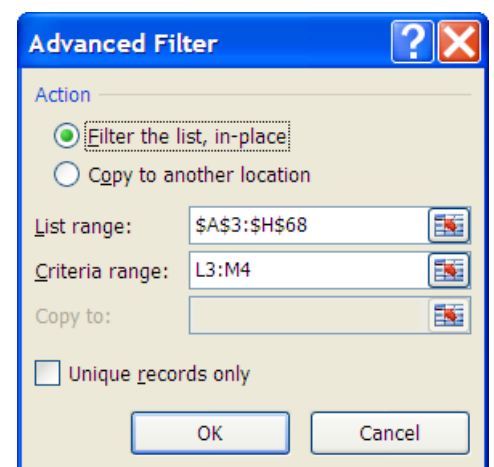 Advanced Filter
Action
Filter the list, in-place
Copy to another location
List range: $A$3:$H$68
Criteria range: L3:M4
Copy to:
Unique records only
OK Cancel